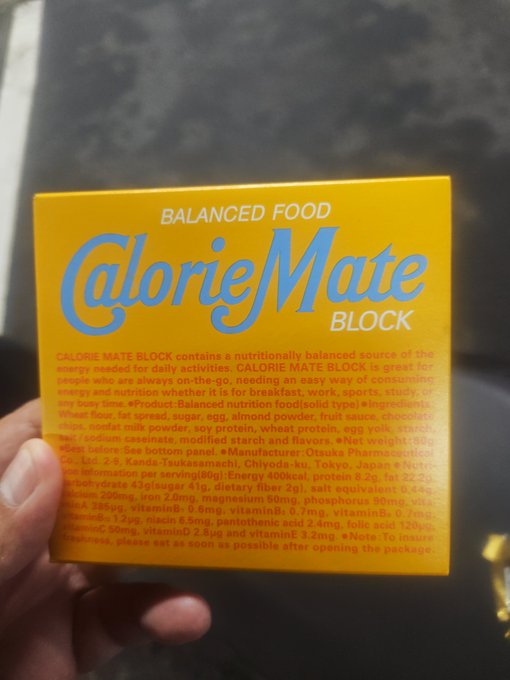 BALANCED FOOD
CalorieMate
BLOCK
CALORIE MATE BLOCK contains a nutritionally balanced source of the
energy needed for daily activities. CALORIE MATE BLOCK is great for
people who are always on-the-go, needing an easy way of consuming
energy and nutrition whether it is for breakfast, work, sports, study, or
any busy time. ●Product:Balanced nutrition food(solid type) ●Ingredients:
Wheat flour, fat spread, sugar, egg, almond powder, fruit sauce, chocolate
chips, nonfat milk powder, soy protein, wheat protein, egg yolk, starch,
salt/sodium caseinate, modified starch and flavors. ●Net weight:80g
●Best before:See bottom panel. ●Manufacturer:Otsuka Pharmaceutical
Co., Ltd. 2-9, Kanda-Tsukasamachi, Chiyoda-ku, Tokyo, Japan ●Nutri-
tion information per serving(80g):Energy 400kcal, protein 8.2g, fat 22.2g,
carbohydrate 43g(sugar 41g, dietary fiber 2g), salt equivalent 0.44g,
calcium 200mg, iron 2.0mg, magnesium 50mg, phosphorus 90mg, vita-
minA 385μg, vitaminB₁ 0.6mg, vitaminB₂ 0.7mg, vitaminB₆ 0.7mg,
vitaminB₁₂ 1.2μg, niacin 6.5mg, pantothenic acid 2.4mg, folic acid 120μg,
vitaminC 50mg, vitaminD 2.8μg and vitaminE 3.2mg. ●Note:To insure
freshness, please eat as soon as possible after opening the package.